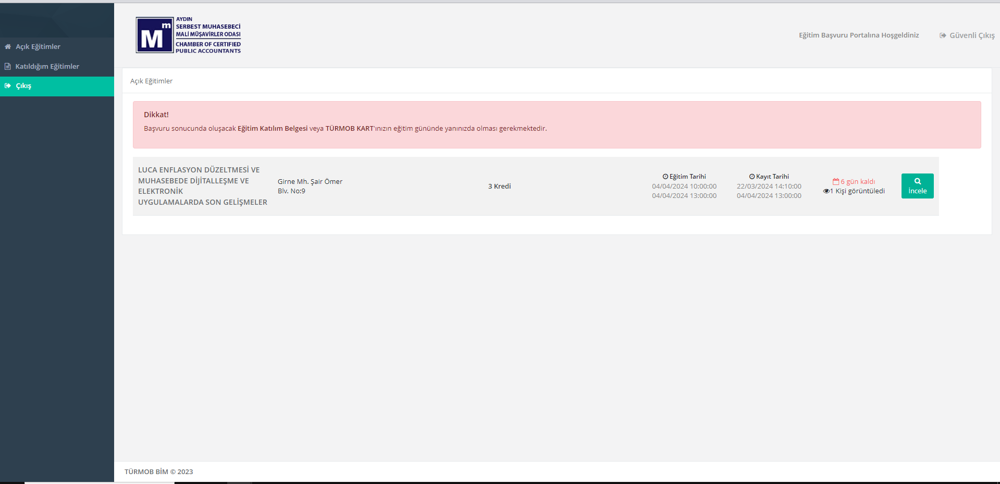 Açık Eğitimler
Katıldığım Eğitimler
Çıkış
M m
AYDIN
SERBEST MUHASEBECİ
MALİ MÜŞAVİRLER ODASI
CHAMBER OF CERTIFIED
PUBLIC ACCOUNTANTS
Eğitim Başvuru Portalına Hoşgeldiniz
Güvenli Çıkış
Açık Eğitimler
Dikkat!
Başvuru sonucunda oluşacak Eğitim Katılım Belgesi veya TÜRMOB KART'ınızın eğitim gününde yanınızda olması gerekmektedir.
LUCA ENFLASYON DÜZELTMESİ VE
MUHASEBEDE DİJİTALLEŞME VE
ELEKTRONİK
UYGULAMALARDA SON GELİŞMELER
Girne Mh. Şair Ömer
Blv. No:9
3 Kredi
Eğitim Tarihi
04/04/2024 10:00:00
04/04/2024 13:00:00
Kayıt Tarihi
22/03/2024 14:10:00
04/04/2024 13:00:00
6 gün kaldı
1 Kişi görüntüledi
İncele
TÜRMOB BİM © 2023